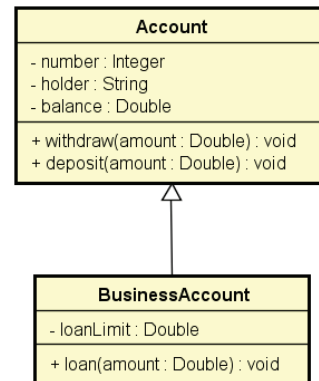 Account
- number : Integer
- holder : String
- balance : Double
+ withdraw(amount : Double) : void
+ deposit(amount : Double) : void
BusinessAccount
- loanLimit : Double
+ loan(amount : Double) : void